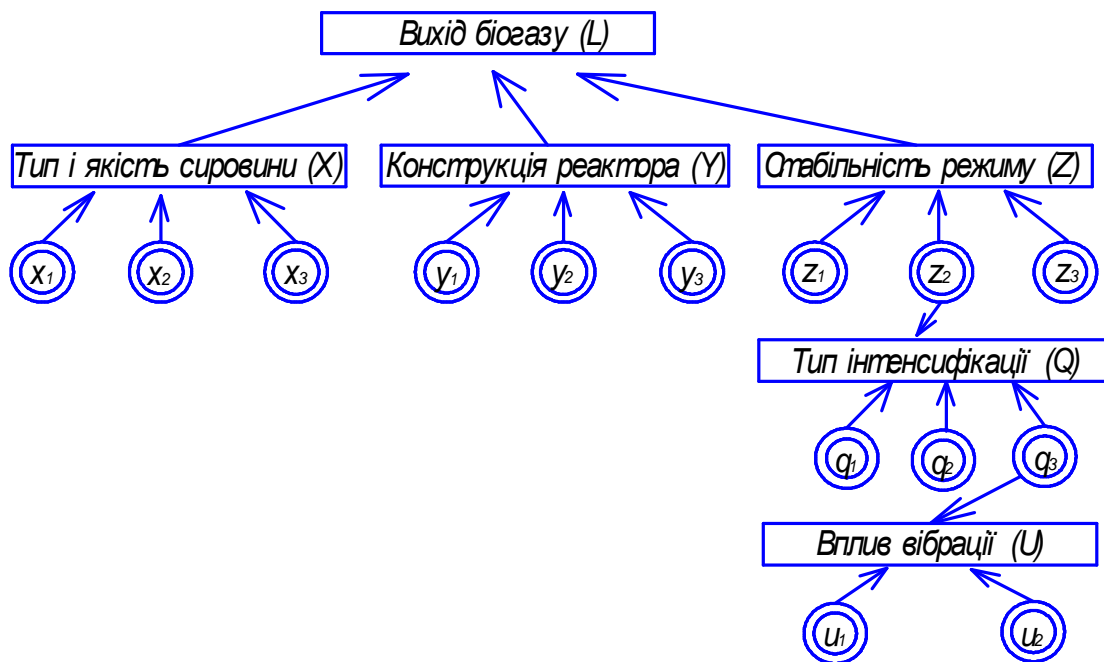 Вихід біогазу (L)
Тип і якість сировини (X) Конструкція реактора (Y) Стабільність режиму (Z)
x1 x2 x3 y1 y2 y3 z1 z2 z3
Тип інтенсифікації (Q)
q1 q2 q3
Вплив вібрації (U)
u1 u2